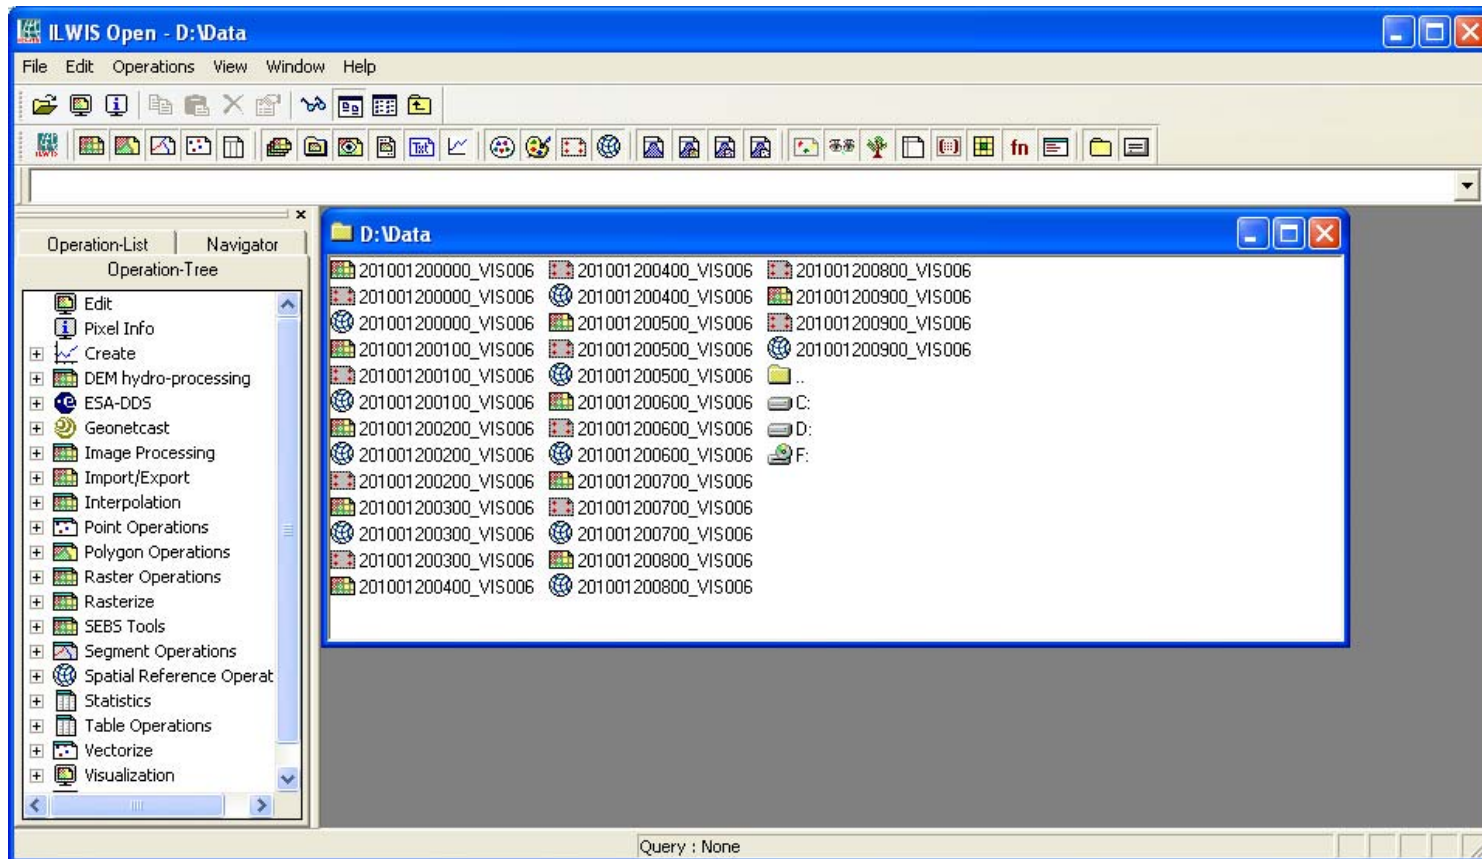 ILWIS Open - D:\Data
File Edit Operations View Window Help
ILWIS
Txt
fn
Operation-List Navigator
Operation-Tree
Edit
Pixel Info
Create
DEM hydro-processing
ESA-DDS
Geonetcast
Image Processing
Import/Export
Interpolation
Point Operations
Polygon Operations
Raster Operations
Rasterize
SEBS Tools
Segment Operations
Spatial Reference Operat
Statistics
Table Operations
Vectorize
Visualization
D:\Data
201001200000_VIS006 201001200400_VIS006 201001200800_VIS006
201001200000_VIS006 201001200400_VIS006 201001200900_VIS006
201001200000_VIS006 201001200500_VIS006 201001200900_VIS006
201001200100_VIS006 201001200500_VIS006 201001200900_VIS006
201001200100_VIS006 201001200500_VIS006 ..
201001200100_VIS006 201001200600_VIS006 C:
201001200200_VIS006 201001200600_VIS006 D:
201001200200_VIS006 201001200600_VIS006 F:
201001200200_VIS006 201001200700_VIS006
201001200300_VIS006 201001200700_VIS006
201001200300_VIS006 201001200700_VIS006
201001200300_VIS006 201001200800_VIS006
201001200400_VIS006 201001200800_VIS006
Query : None